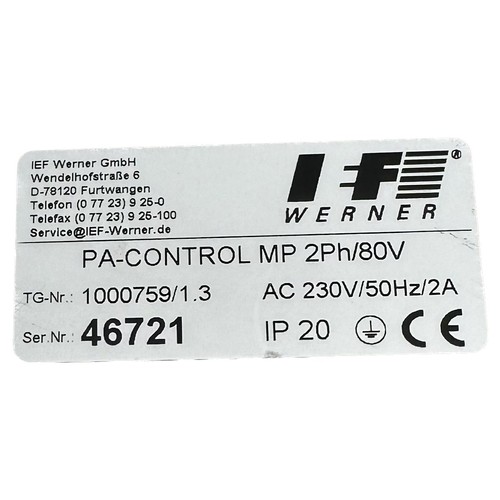 IEF Werner GmbH
Wendelhofstraße 6
D-78120 Furtwangen
Telefon (0 77 23) 9 25-0
Telefax (0 77 23) 9 25-100
Service@IEF-Werner.de
IEF®
WERNER
PA-CONTROL MP 2Ph/80V
TG-Nr.: 1000759/1.3 AC 230V/50Hz/2A
Ser.Nr.: 46721 IP 20 CE